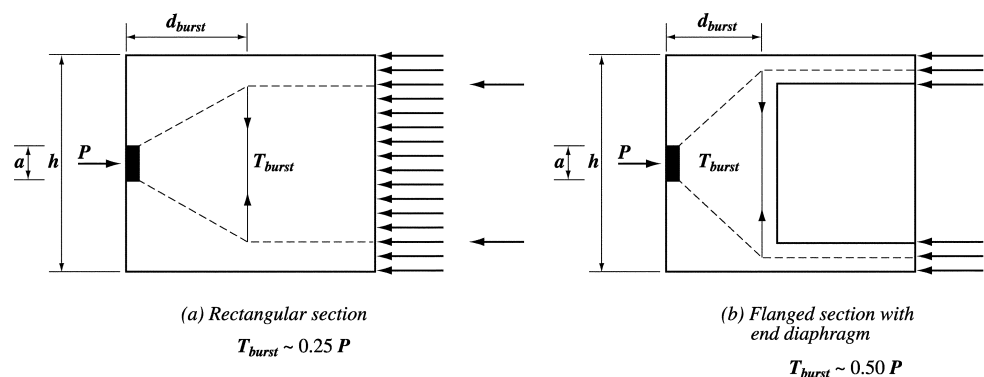 d_burst
a
h
P
T_burst
(a) Rectangular section
T_burst ~ 0.25 P
d_burst
a
h
P
T_burst
(b) Flanged section with
end diaphragm
T_burst ~ 0.50 P